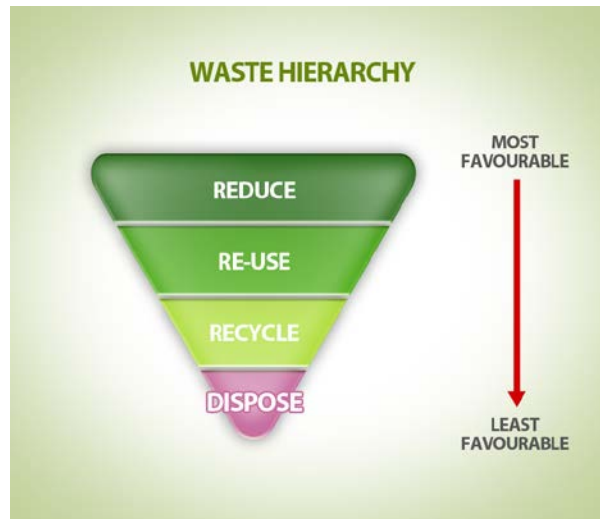 WASTE HIERARCHY
MOST
FAVOURABLE
REDUCE
RE-USE
RECYCLE
DISPOSE
LEAST
FAVOURABLE